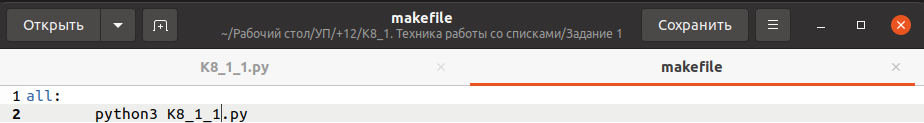 Открыть
makefile
~/Рабочий стол/УП/+12/K8_1. Техника работы со списками/Задание 1
Сохранить
K8_1_1.py
makefile
1 all:
2 python3 K8_1_1.py